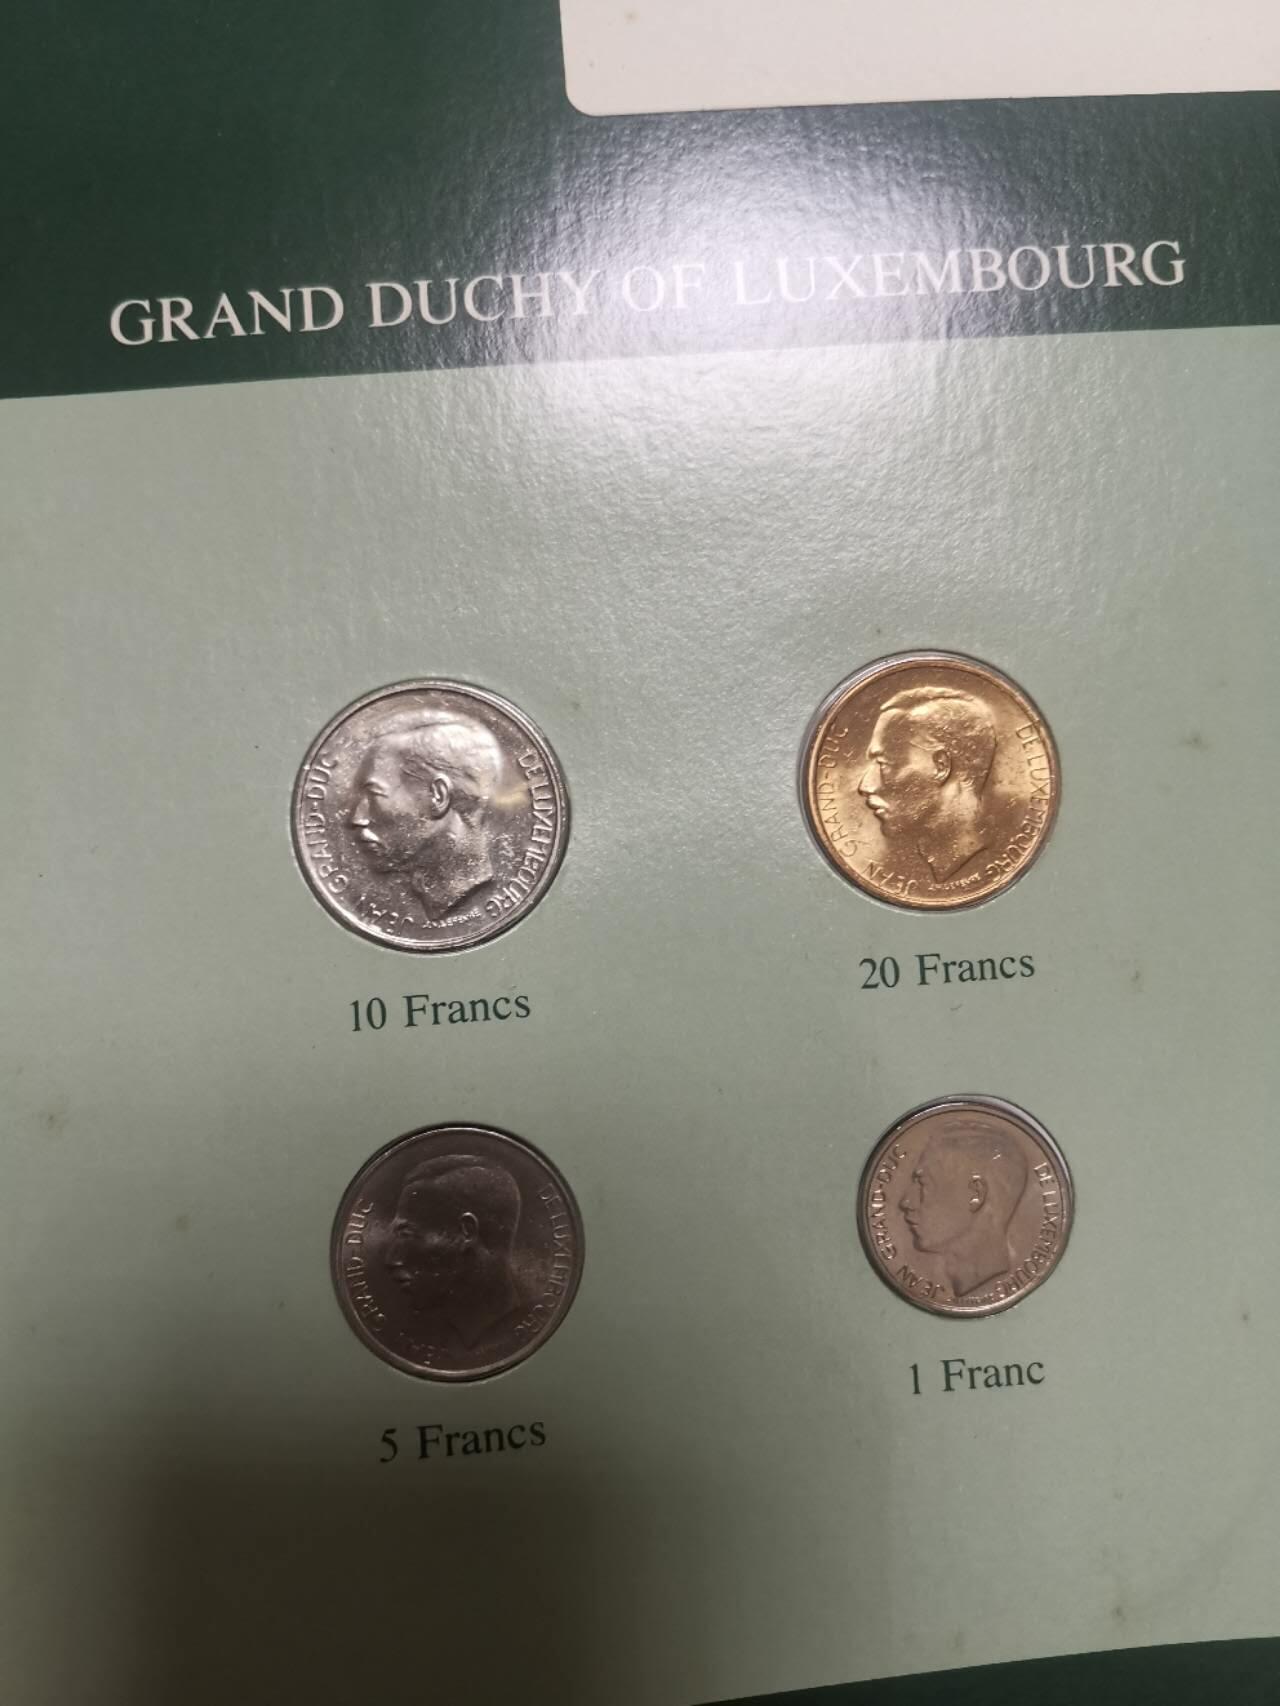 GRAND DUCHY OF LUXEMBOURG
JEAN GRAND-DUC DE LUXEMBOURG
10 Francs
JEAN GRAND-DUC DE LUXEMBOURG
20 Francs
JEAN GRAND-DUC DE LUXEMBOURG
5 Francs
JEAN GRAND-DUC DE LUXEMBOURG
1 Franc